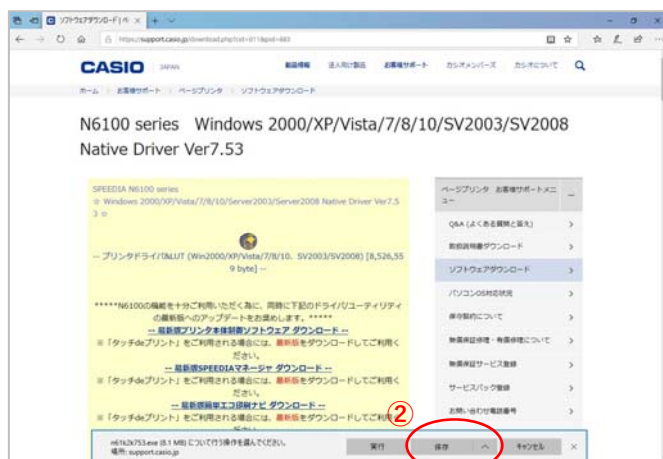 ソフトウェアダウンロード | ペ
https://support.casio.jp/download.php?cid=011&pid=683
CASIO JAPAN
製品情報 法人向け製品 お客様サポート カシオメンバーズ カシオについて
ホーム お客様サポート ページプリンタ ソフトウェアダウンロード
N6100 series Windows 2000/XP/Vista/7/8/10/SV2003/SV2008
Native Driver Ver7.53
SPEEDIA N6100 series
☆ Windows 2000/XP/Vista/7/8/10/Server2003/Server2008 Native Driver Ver7.5
3 ☆
-- プリンタドライバ&LUT (Win2000/XP/Vista/7/8/10、SV2003/SV2008) [8,526,55
9 byte] --
*****N6100の機能を十分ご利用いただく為に、同時に下記のドライバ/ユーティリティ
の最新版へのアップデートをお奨めします。*****
-- 最新版プリンタ本体制御ソフトウェア ダウンロード --
※「タッチdeプリント」をご利用される場合には、最新版をダウンロードしてご利用く
ださい。
-- 最新版SPEEDIAマネージャ ダウンロード --
※「タッチdeプリント」をご利用される場合には、最新版をダウンロードしてご利用く
ださい。
-- 最新版簡単エコ印刷ナビ ダウンロード --
※「タッチdeプリント」をご利用される場合には、最新版をダウンロードしてご利用く
ださい。
ページプリンタ お客様サポートメニ
ュー
Q&A (よくある質問と答え)
取扱説明書ダウンロード
ソフトウェアダウンロード
パソコンOS対応状況
保守契約について
無償保証修理・有償修理について
無償保証サービス登録
サービスパック登録
お問い合わせ電話番号
②
n61k2k753.exe (8.1 MB) について行う操作を選んでください。
場所: support.casio.jp
実行 保存 キャンセル